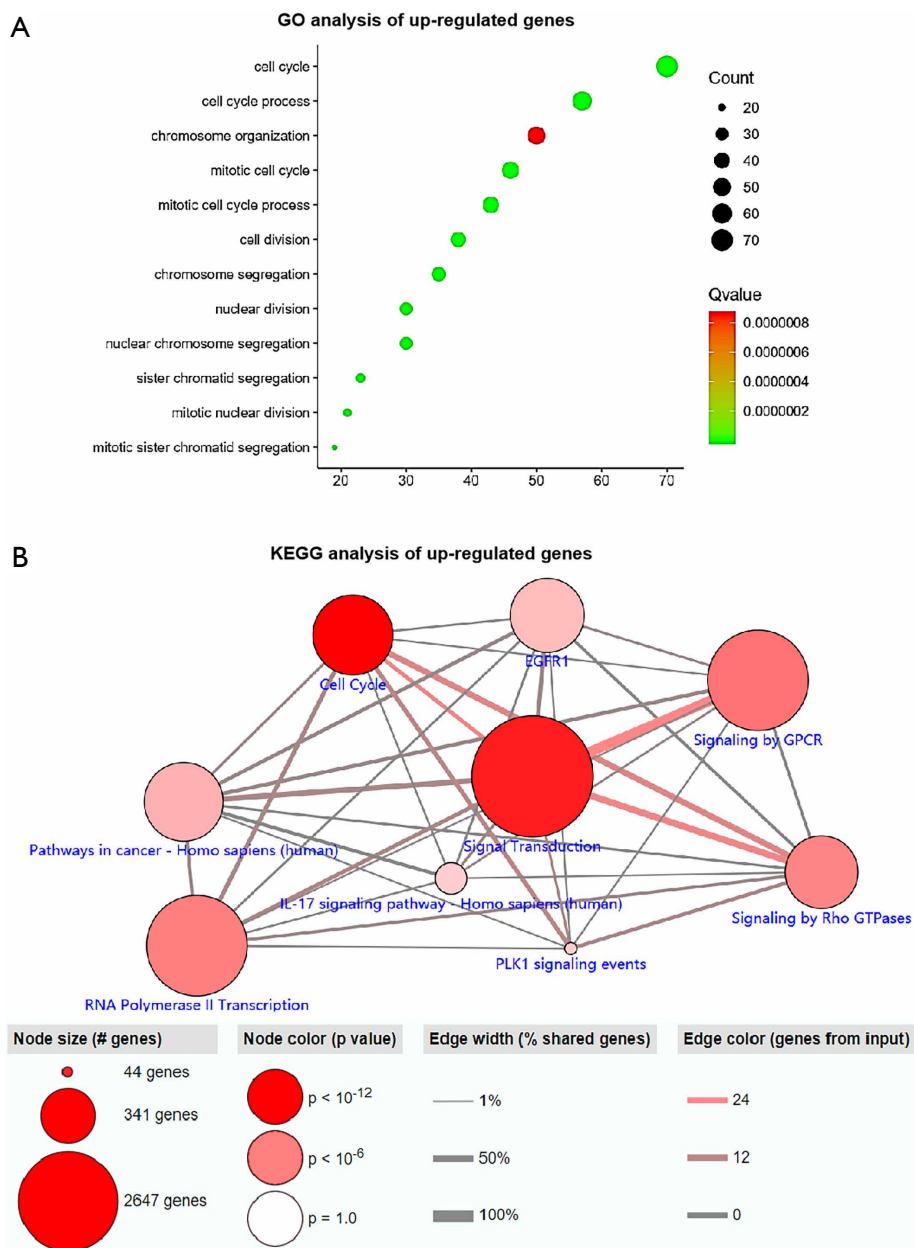 A
GO analysis of up-regulated genes
cell cycle
cell cycle process
chromosome organization
mitotic cell cycle
mitotic cell cycle process
cell division
chromosome segregation
nuclear division
nuclear chromosome segregation
sister chromatid segregation
mitotic nuclear division
mitotic sister chromatid segregation
20 30 40 50 60 70
Count
20
30
40
50
60
70
Qvalue
0.0000008
0.0000006
0.0000004
0.0000002
B
KEGG analysis of up-regulated genes
EGFR1
Cell Cycle
Signaling by GPCR
Signal Transduction
Pathways in cancer - Homo sapiens (human)
IL-17 signaling pathway - Homo sapiens (human)
Signaling by Rho GTPases
PLK1 signaling events
RNA Polymerase II Transcription
Node size (# genes)
44 genes
341 genes
2647 genes
Node color (p value)
p < 10-12
p < 10-6
p = 1.0
Edge width (% shared genes)
1%
50%
100%
Edge color (genes from input)
24
12
0